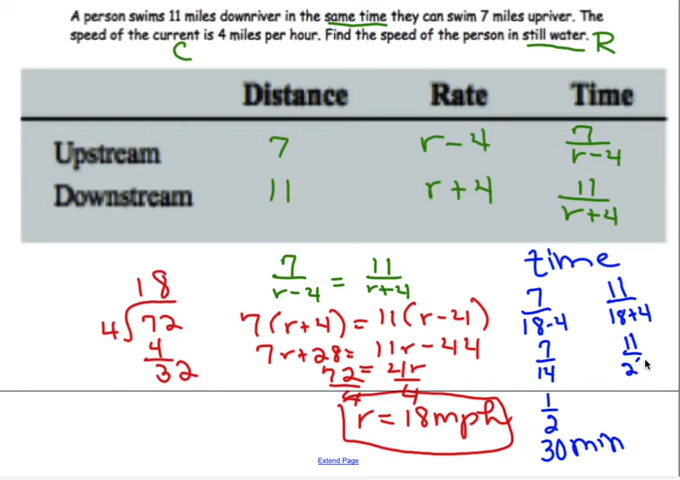 A person swims 11 miles downriver in the same time they can swim 7 miles upriver. The
speed of the current is 4 miles per hour. Find the speed of the person in still water. R
C
Distance Rate Time
Upstream 7 r-4 7/(r-4)
Downstream 11 r+4 11/(r+4)
time
7/(r-4) = 11/(r+4)
18
4 72
4
32
7(r+4)=11(r-4)
7r+28=11r-44
72/4=4r/4
r=18mph
7/(18-4) 11/(18+4)
7/14 11/2
1/2
30min
Extend Page